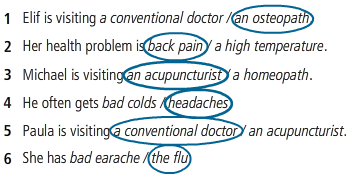 1 Elif is visiting a conventional doctor / an osteopath.
2 Her health problem is back pain / a high temperature.
3 Michael is visiting an acupuncturist / a homeopath.
4 He often gets bad colds / headaches.
5 Paula is visiting a conventional doctor / an acupuncturist.
6 She has bad earache / the flu